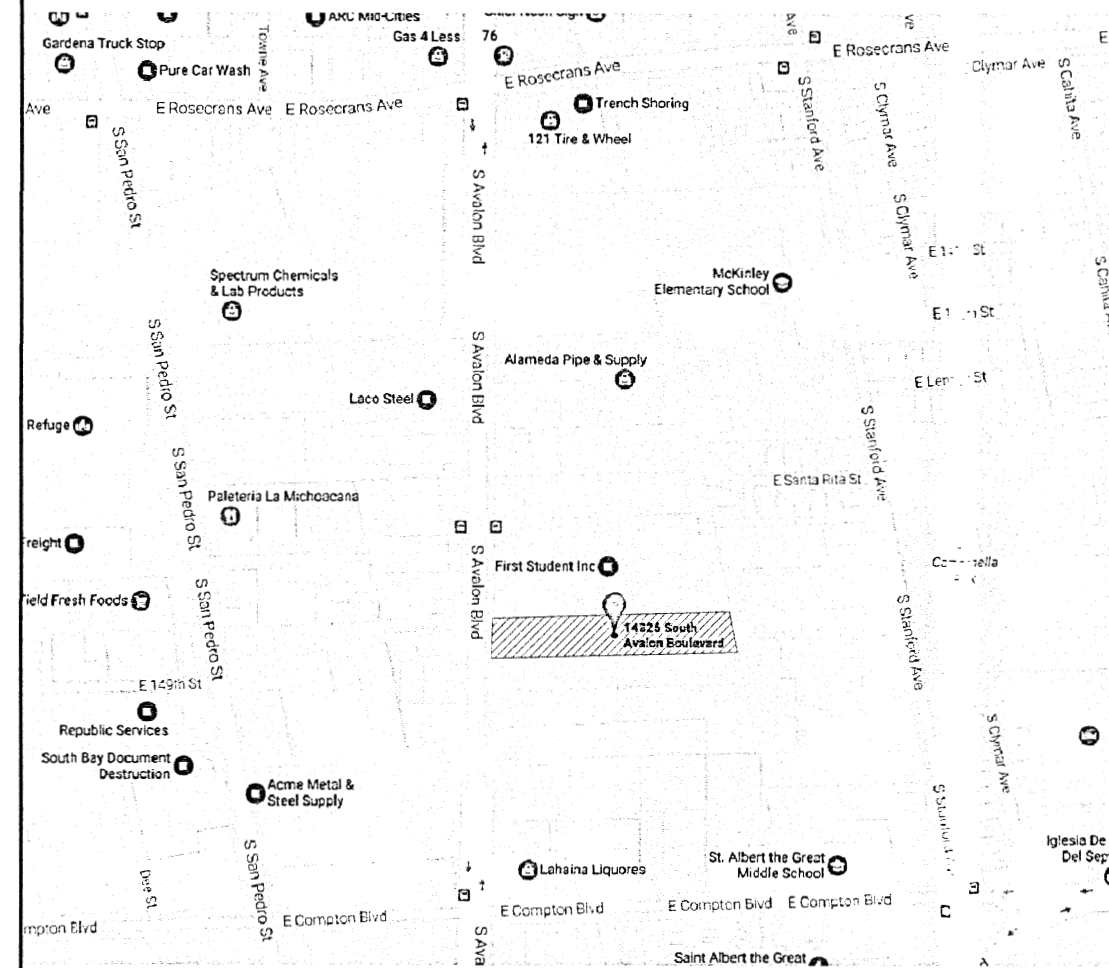 ARC Mid-Cities
Gardena Truck Stop
Towne Ave
Gas 4 Less
76
Ave
E Rosecrans Ave
Clymar Ave
S Cahita Ave
Pure Car Wash
E Rosecrans Ave
Ave
E Rosecrans Ave
E Rosecrans Ave
Trench Shoring
121 Tire & Wheel
S Stanford Ave
S Clymar Ave
S San Pedro St
S Avalon Blvd
S Clymar Ave
Spectrum Chemicals
& Lab Products
McKinley
Elementary School
S San Pedro St
S Avalon Blvd
Alameda Pipe & Supply
Laco Steel
Refuge
S Stanford Ave
S San Pedro St
E Santa Rita St
Paleteria La Michoacana
Freight
S Avalon Blvd
First Student Inc
Field Fresh Foods
S San Pedro St
14325 South
Avalon Boulevard
S Stanford Ave
E 149th St
Republic Services
S Clymar Ave
South Bay Document
Destruction
Acme Metal &
Steel Supply
Iglesia De
Del Sept
St. Albert the Great
Middle School
Lahaina Liquores
Dee St
S San Pedro St
E Compton Blvd
E Compton Blvd
E Compton Blvd
E Compton Blvd
mpton Blvd
S Ava
Saint Albert the Great